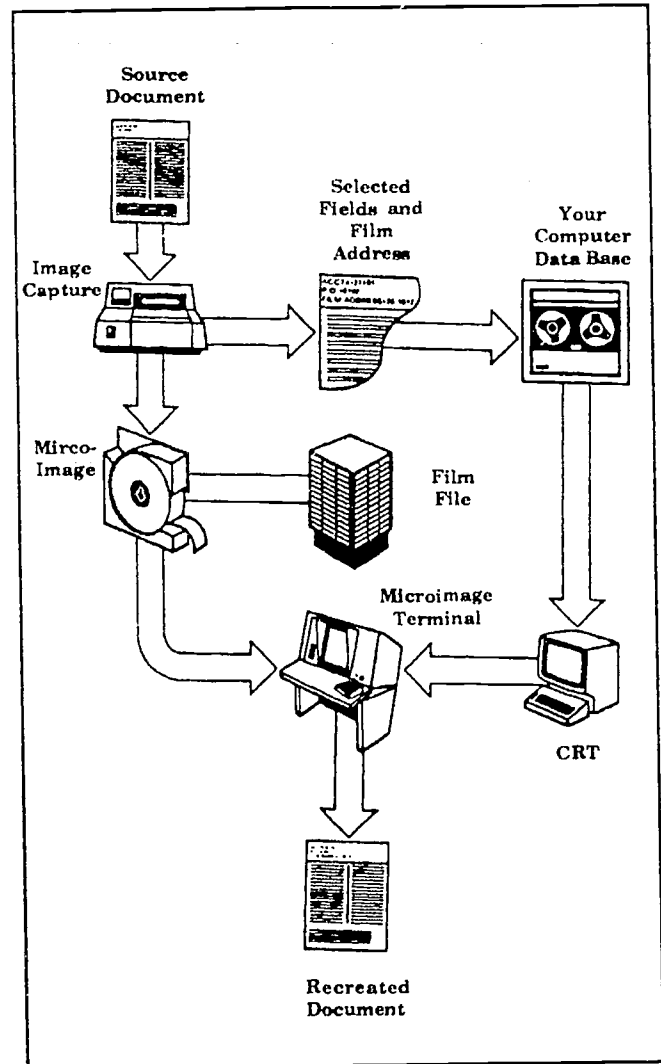 Source
Document
Selected
Fields and
Film
Address
Your
Computer
Data Base
Image
Capture
Mirco-
Image
Film
File
Microimage
Terminal
CRT
Recreated
Document